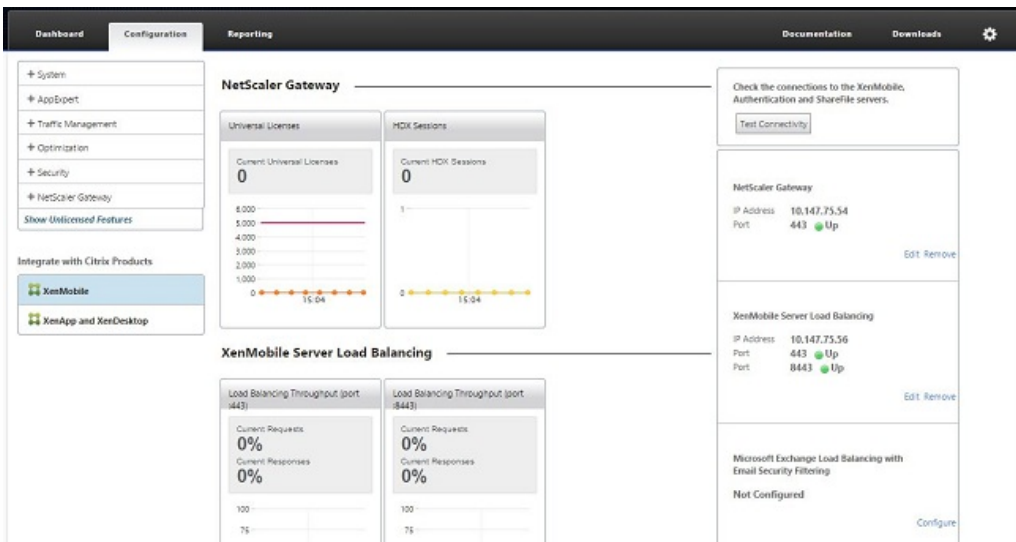 Dashboard
Configuration
Reporting
Documentation
Downloads
+ System
+ AppExpert
+ Traffic Management
+ Optimization
+ Security
+ NetScaler Gateway
Show Unlicensed Features
Integrate with Citrix Products
XenMobile
XenApp and XenDesktop
NetScaler Gateway
Universal Licenses
Current Universal Licenses
0
6,000
5,000
4,000
3,000
2,000
1,000
0
15:04
HDX Sessions
Current HDX Sessions
0
1
0
15:04
XenMobile Server Load Balancing
Load Balancing Throughput (port
:443)
Current Requests
0%
Current Responses
0%
100
75
Load Balancing Throughput (port
:8443)
Current Requests
0%
Current Responses
0%
100
75
Check the connections to the XenMobile,
Authentication and ShareFile servers.
Test Connectivity
NetScaler Gateway
IP Address 10.147.75.54
Port 443 Up
Edit Remove
XenMobile Server Load Balancing
IP Address 10.147.75.56
Port 443 Up
Port 8443 Up
Edit Remove
Microsoft Exchange Load Balancing with
Email Security Filtering
Not Configured
Configure